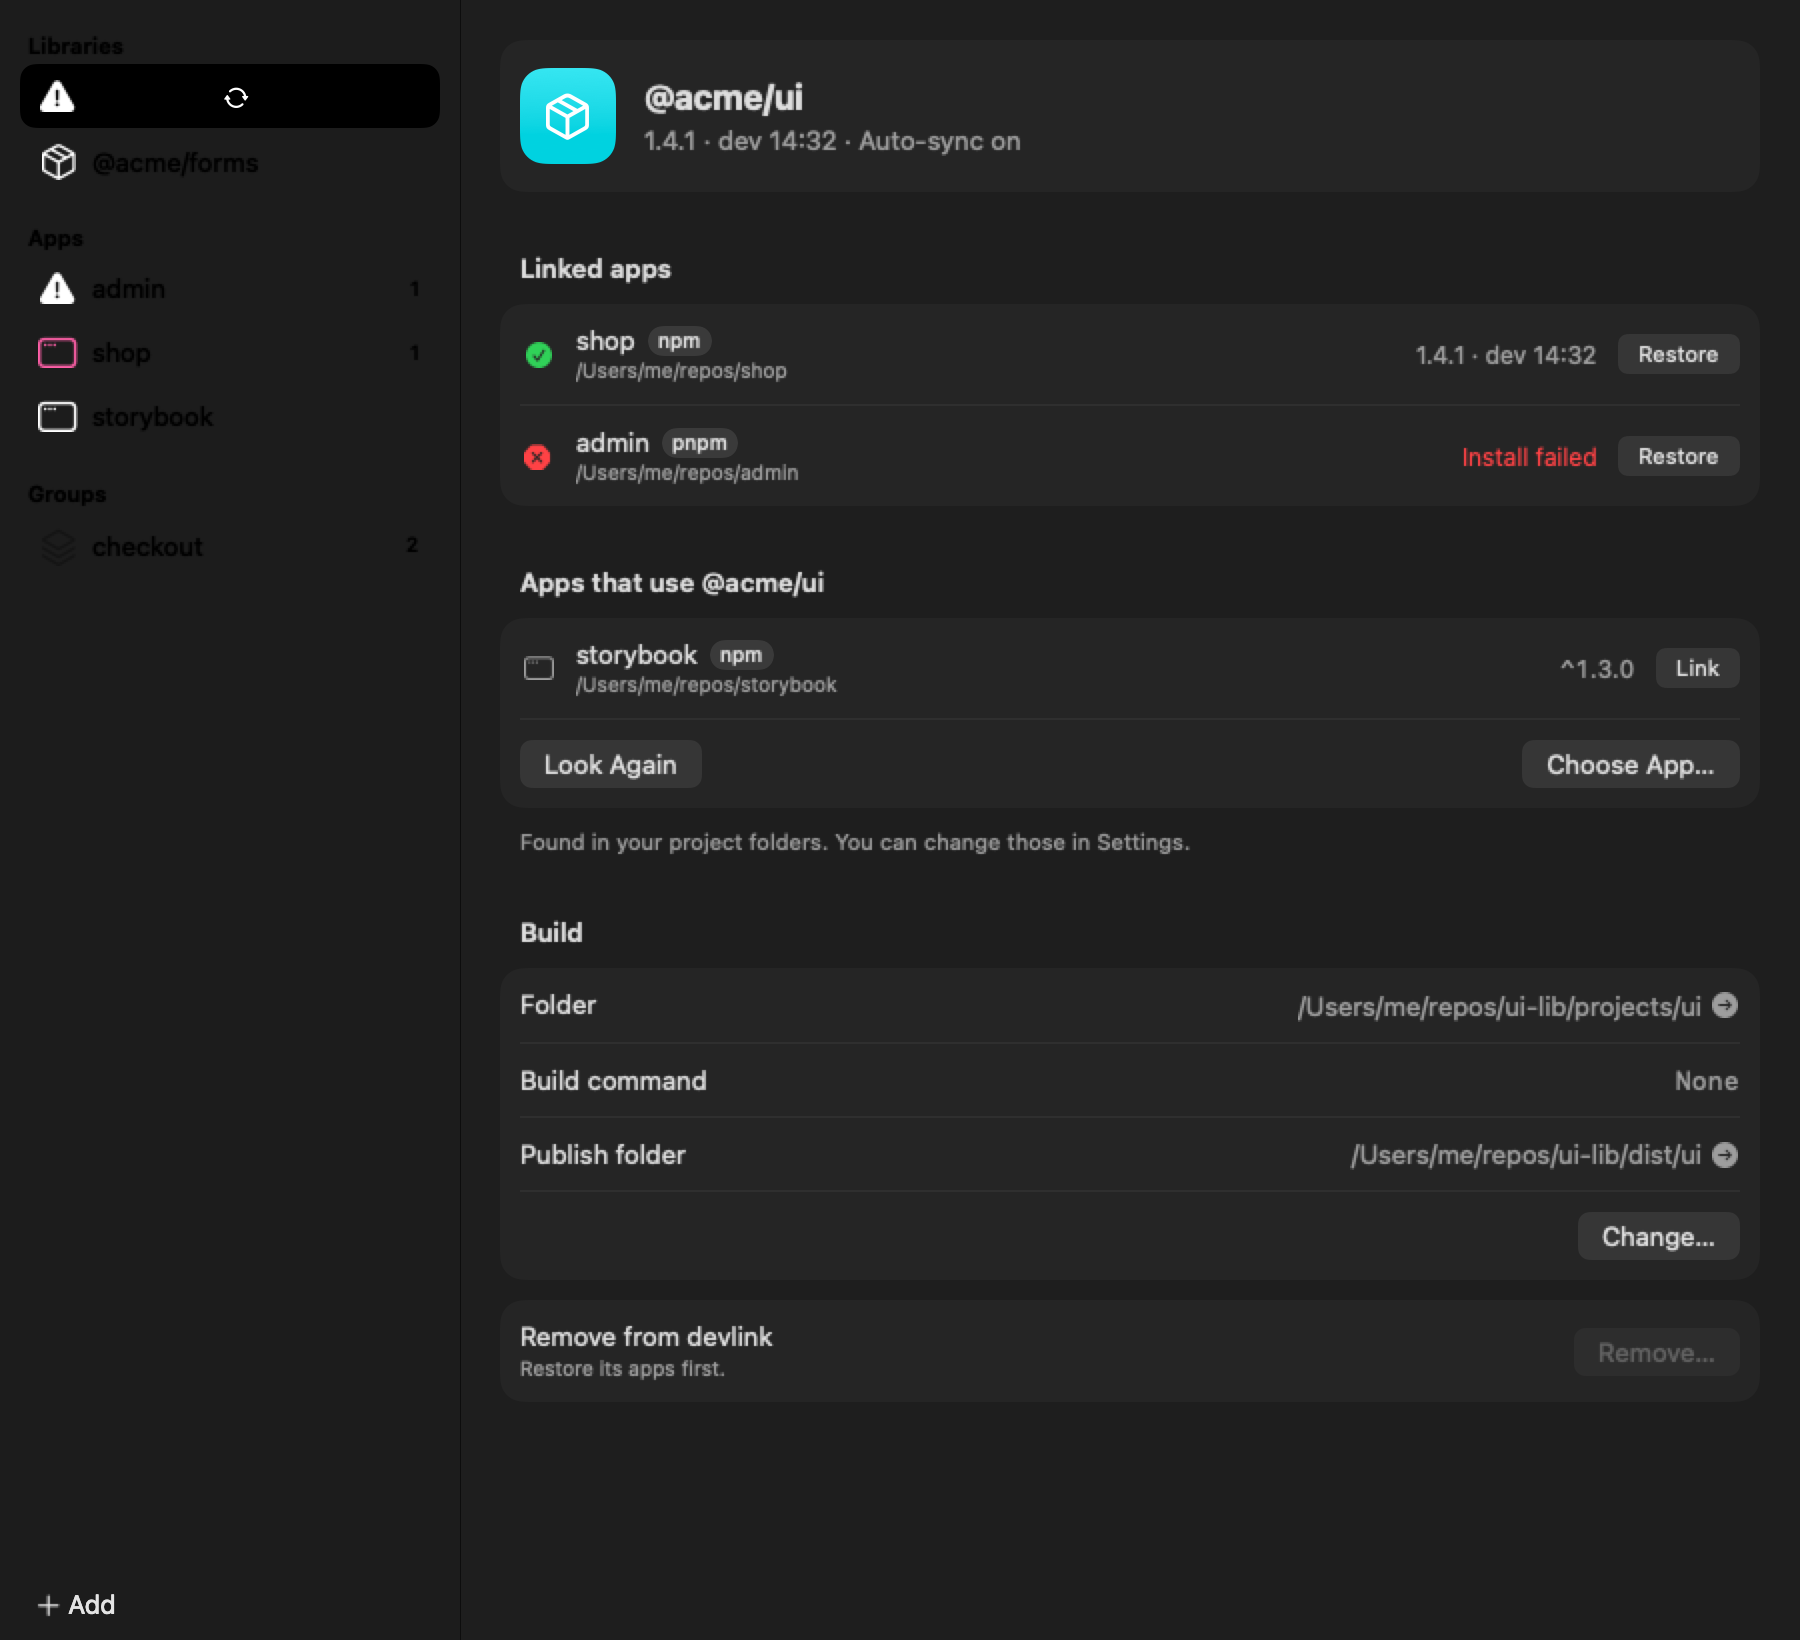 Libraries
@acme/forms
Apps
admin 1
shop 1
storybook
Groups
checkout 2
+ Add
@acme/ui
1.4.1 · dev 14:32 · Auto-sync on
Linked apps
shop npm
/Users/me/repos/shop
1.4.1 · dev 14:32 Restore
admin pnpm
/Users/me/repos/admin
Install failed Restore
Apps that use @acme/ui
storybook npm
/Users/me/repos/storybook
^1.3.0 Link
Look Again Choose App...
Found in your project folders. You can change those in Settings.
Build
Folder /Users/me/repos/ui-lib/projects/ui
Build command None
Publish folder /Users/me/repos/ui-lib/dist/ui
Change...
Remove from devlink
Restore its apps first.
Remove...